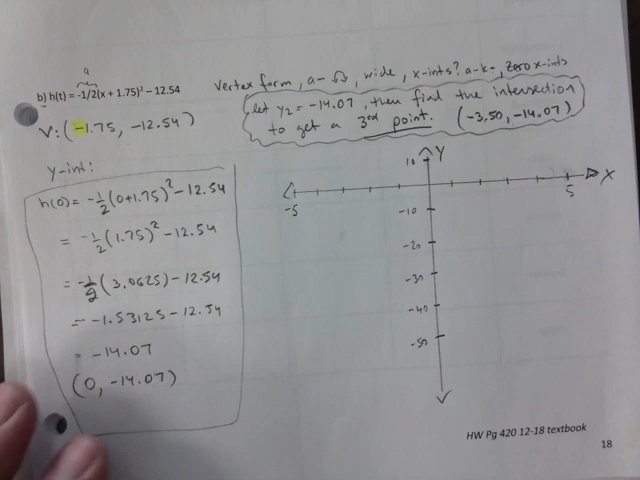 a
b) h(t) = -1/2(x + 1.75)² - 12.54
Vertex form, a-, wide, x-ints? a-k-, zero x-ints
let y₂ = -14.07, then find the intersection
to get a 3rd point. (-3.50, -14.07)
V: (-1.75, -12.54)
y-int:
h(0) = -1/2(0+1.75)² - 12.54
= -1/2(1.75)² - 12.54
= -1/2(3.0625) - 12.54
= -1.53125 - 12.54
= -14.07
(0, -14.07)
Y
10
X
-5
5
-10
-20
-30
-40
-50
HW Pg 420 12-18 textbook
18